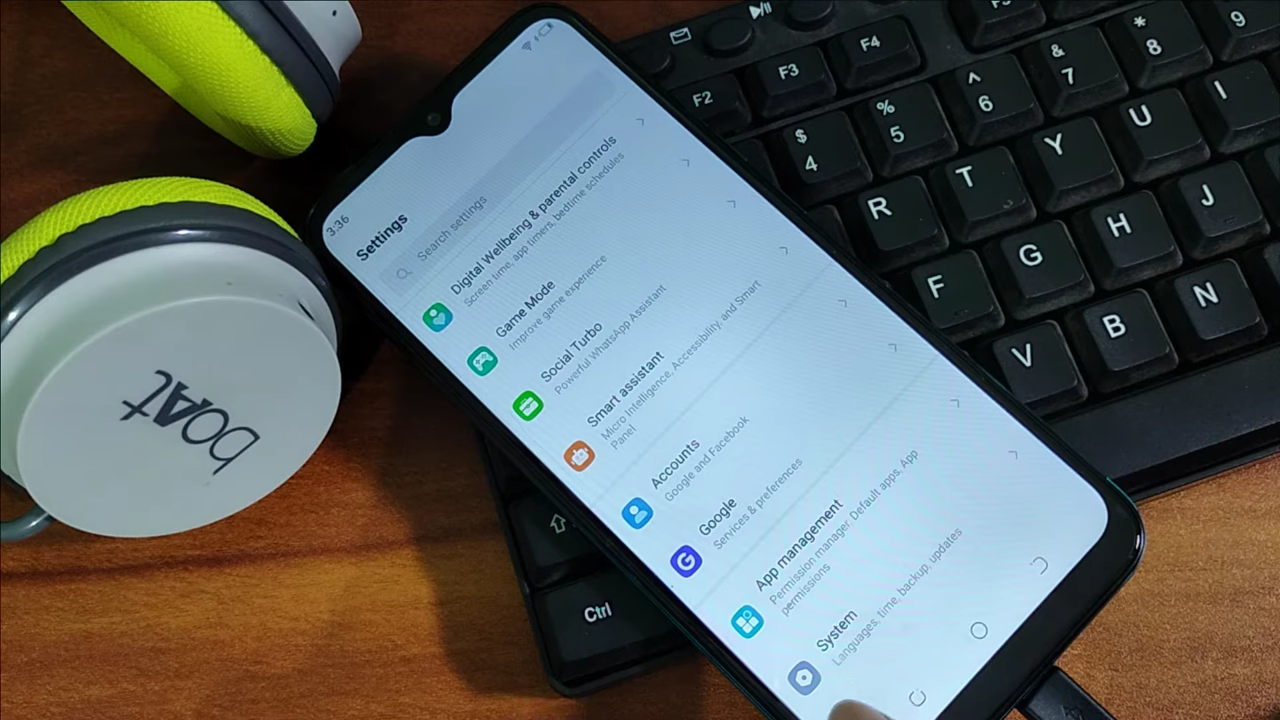 3:36
Settings
Search settings
Digital Wellbeing & parental controls
Screen time, app timers, bedtime schedules
Game Mode
Improve game experience
Social Turbo
Powerful WhatsApp Assistant
Smart assistant
Micro Intelligence, Accessibility, and Smart
Panel
Accounts
Google and Facebook
Google
Services & preferences
App management
Permission manager, Default apps, App
permissions
System
Languages, time, backup, updates
boAt
F2
F3
F4
$
4
%
5
^
6
&
7
*
8
9
R
T
Y
U
I
F
G
H
J
V
B
N
Ctrl